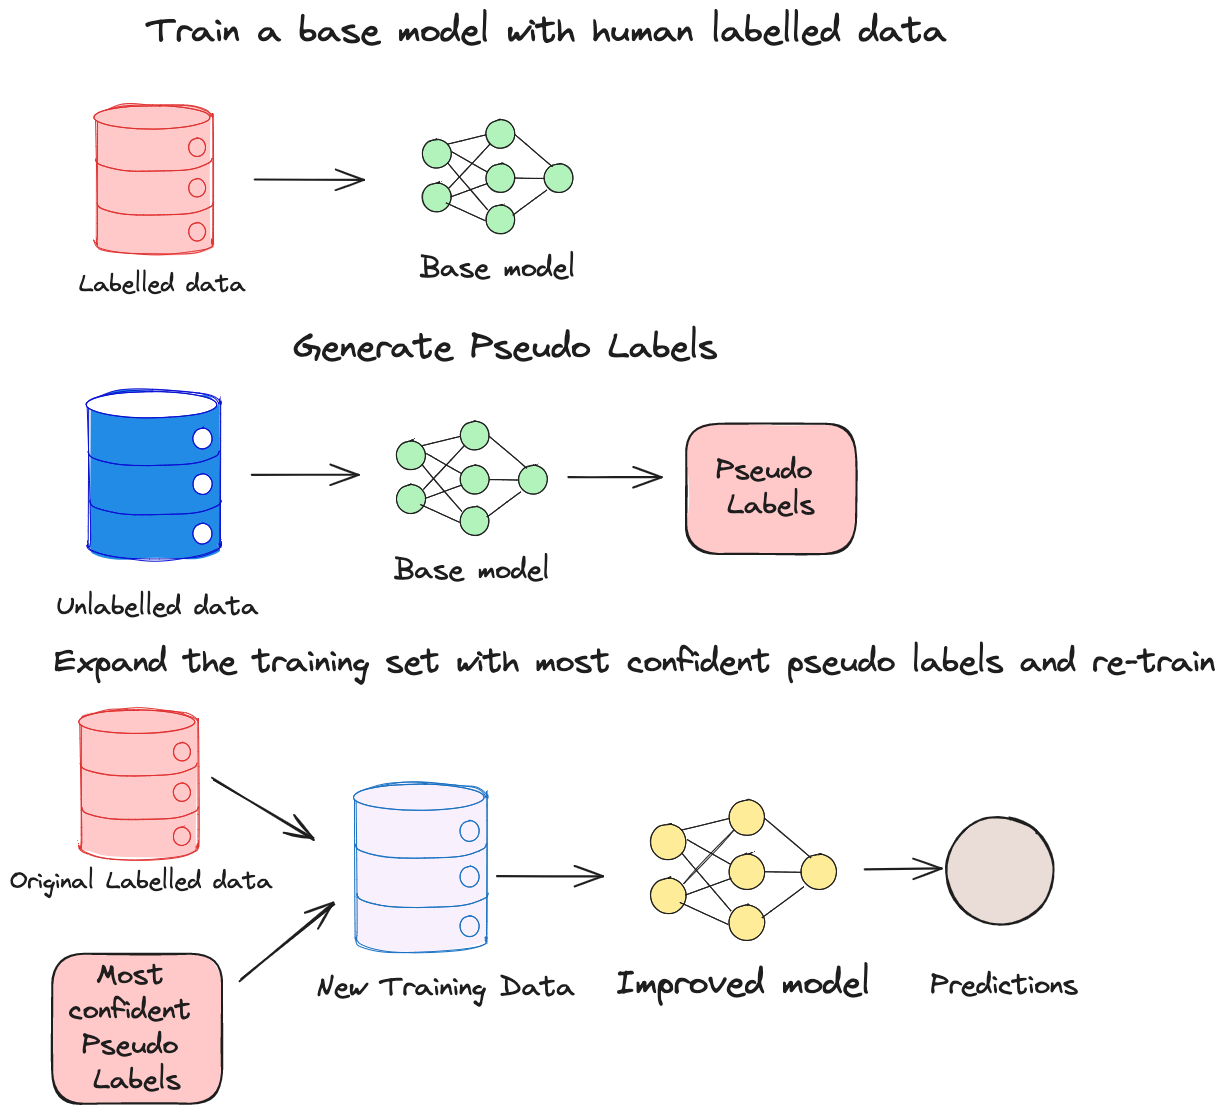 Train a base model with human labelled data
Labelled data
Base model
Generate Pseudo Labels
Pseudo
Labels
Base model
Unlabelled data
Expand the training set with most confident pseudo labels and re-train
Original Labelled data
Most
confident
Pseudo
Labels
New Training Data
Improved model
Predictions